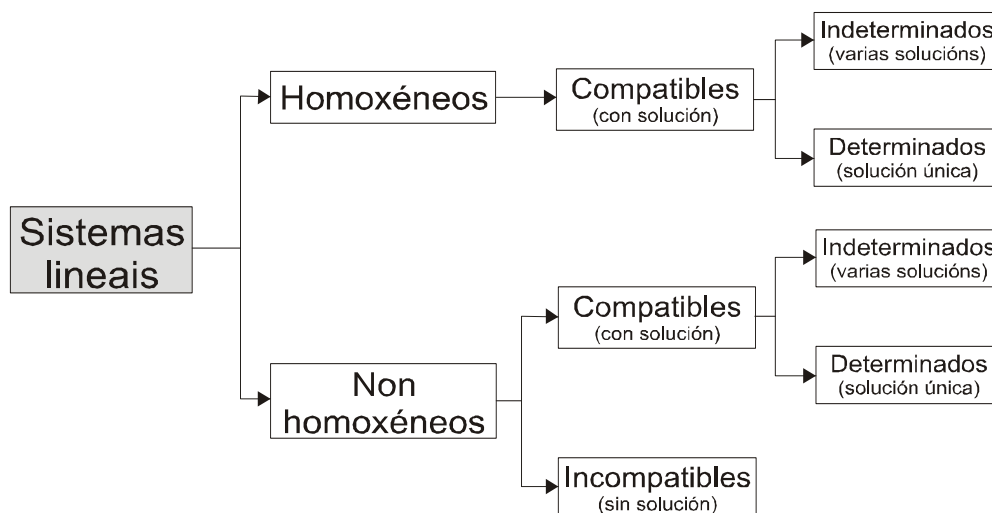 Sistemas
lineais
Homoxéneos
Compatibles
(con solución)
Indeterminados
(varias solucións)
Determinados
(solución única)
Non
homoxéneos
Compatibles
(con solución)
Indeterminados
(varias solucións)
Determinados
(solución única)
Incompatibles
(sin solución)